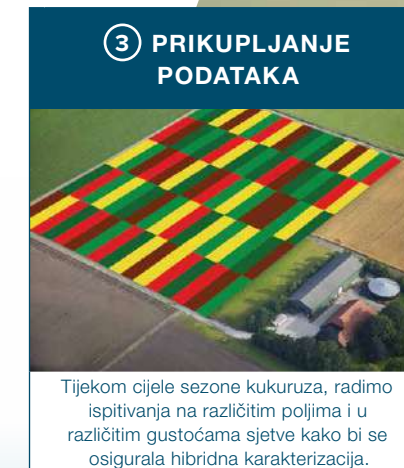 3 PRIKUPLJANJE
PODATAKA
Tijekom cijele sezone kukuruza, radimo
ispitivanja na različitim poljima i u
različitim gustoćama sjetve kako bi se
osigurala hibridna karakterizacija.